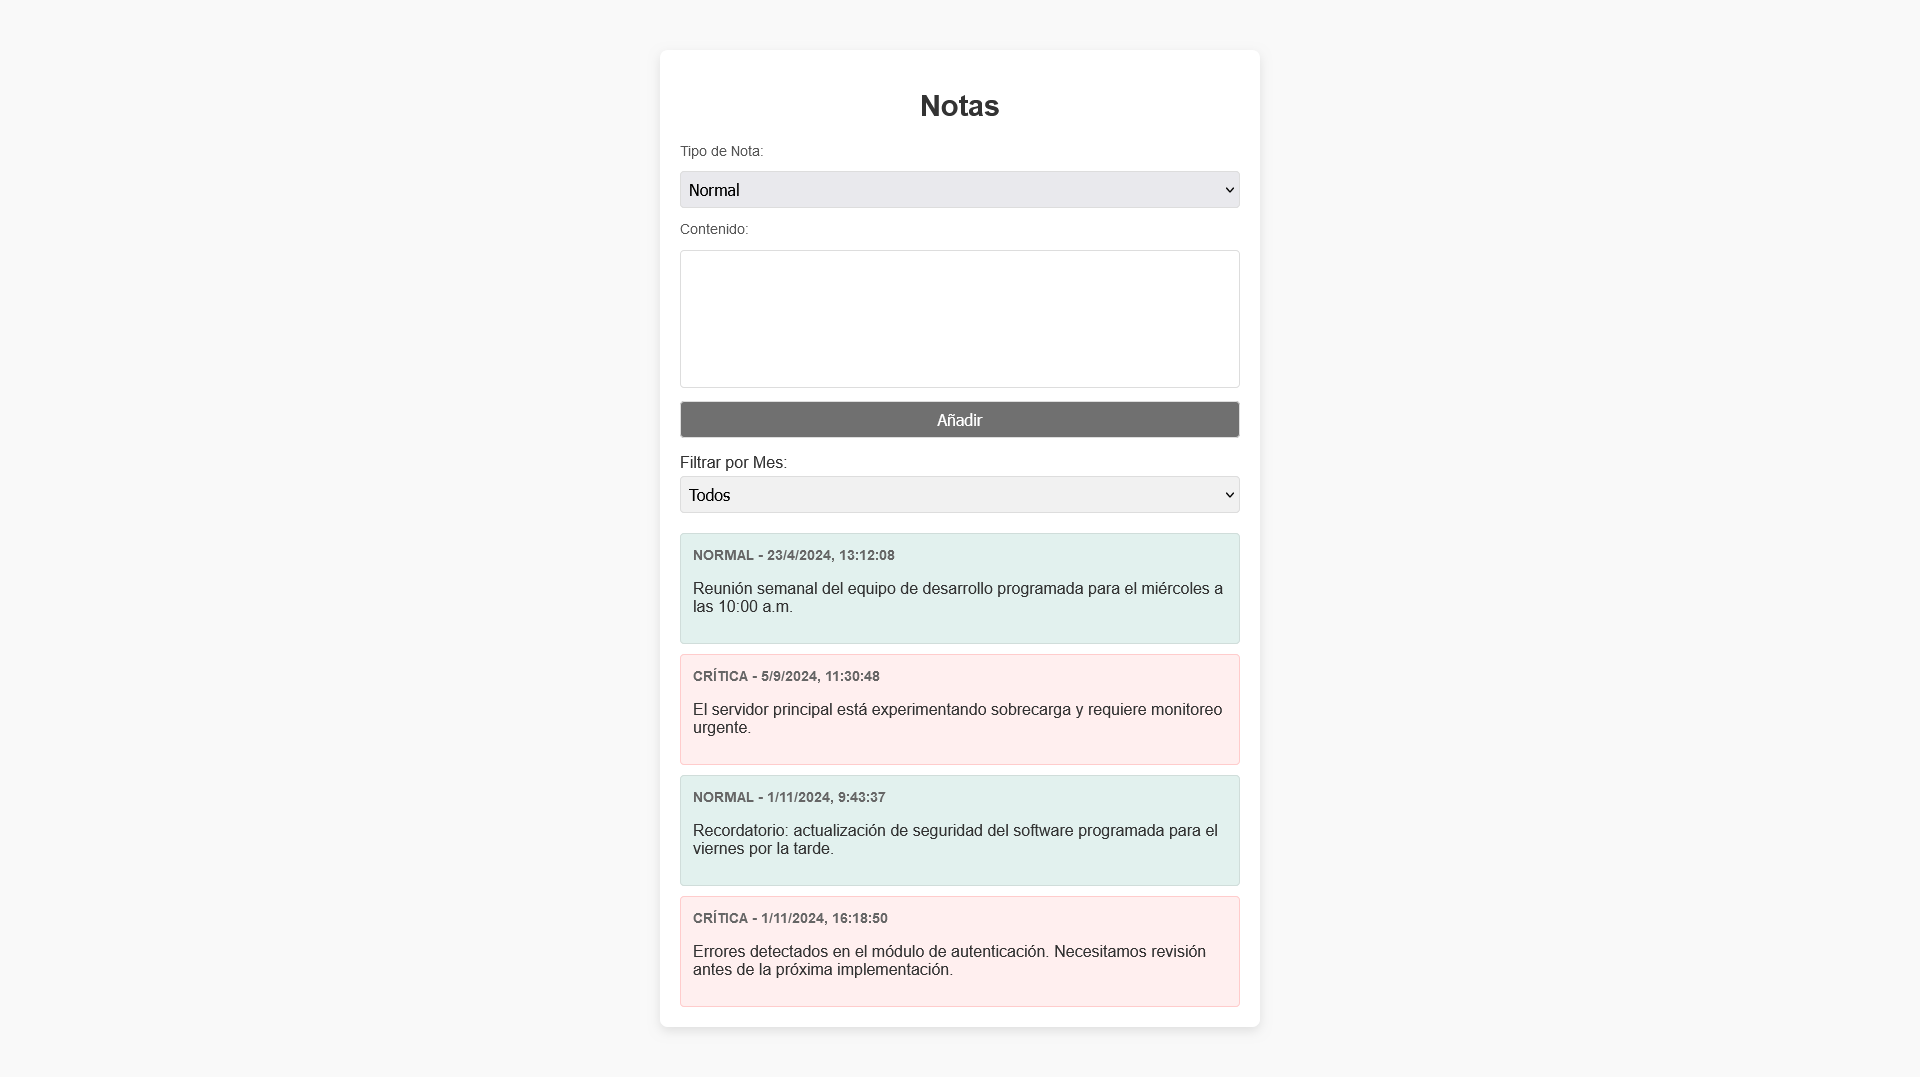 Notas
Tipo de Nota:
Normal
Contenido:
Añadir
Filtrar por Mes:
Todos
NORMAL - 23/4/2024, 13:12:08
Reunión semanal del equipo de desarrollo programada para el miércoles a
las 10:00 a.m.
CRÍTICA - 5/9/2024, 11:30:48
El servidor principal está experimentando sobrecarga y requiere monitoreo
urgente.
NORMAL - 1/11/2024, 9:43:37
Recordatorio: actualización de seguridad del software programada para el
viernes por la tarde.
CRÍTICA - 1/11/2024, 16:18:50
Errores detectados en el módulo de autenticación. Necesitamos revisión
antes de la próxima implementación.